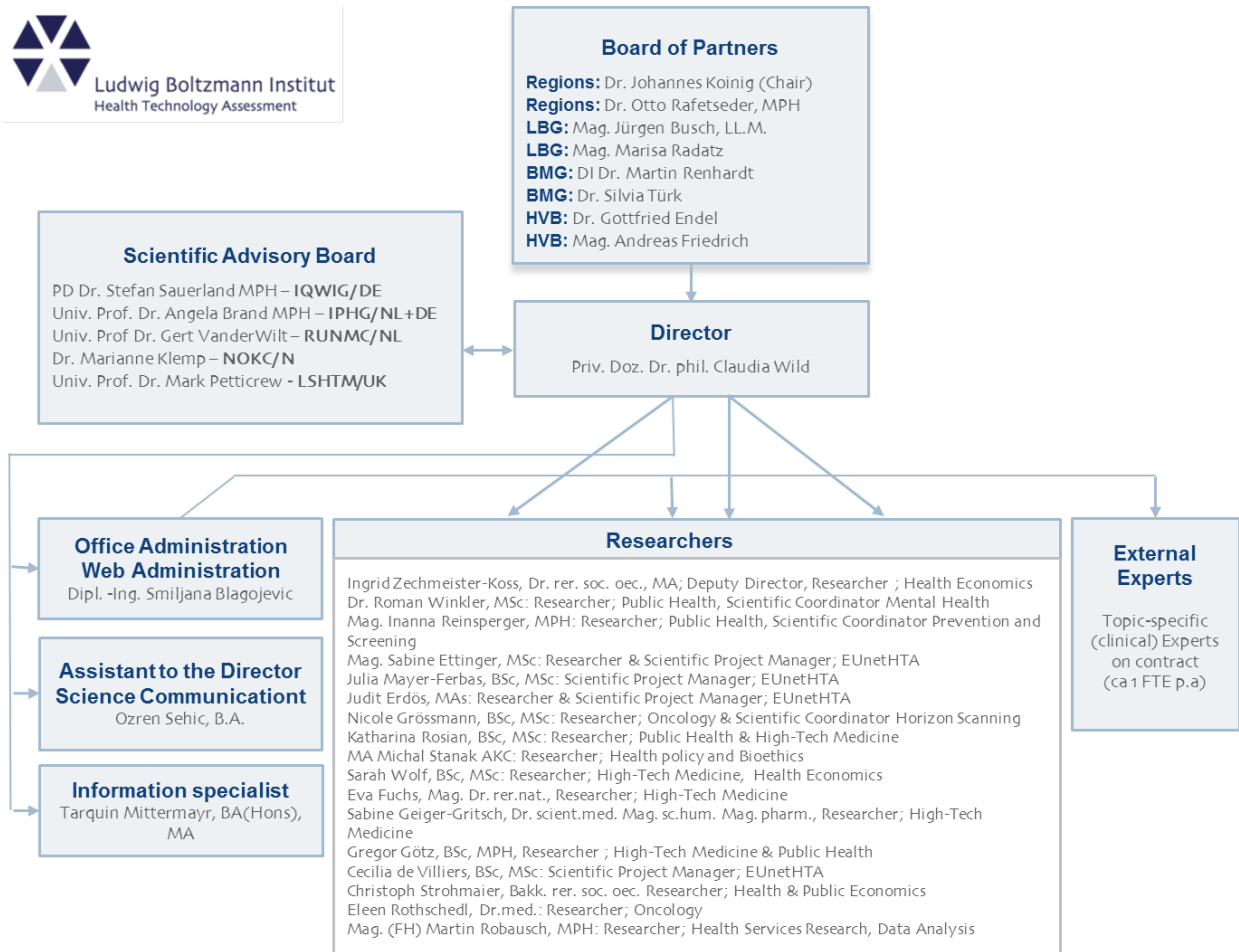 Ludwig Boltzmann Institut
Health Technology Assessment
Board of Partners
Regions: Dr. Johannes Koinig (Chair)
Regions: Dr. Otto Rafetseder, MPH
LBG: Mag. Jürgen Busch, LL.M.
LBG: Mag. Marisa Radatz
BMG: DI Dr. Martin Renhardt
BMG: Dr. Silvia Türk
HVB: Dr. Gottfried Endel
HVB: Mag. Andreas Friedrich
Scientific Advisory Board
PD Dr. Stefan Sauerland MPH – IQWIG/DE
Univ. Prof. Dr. Angela Brand MPH – IPHG/NL+DE
Univ. Prof Dr. Gert VanderWilt – RUNMC/NL
Dr. Marianne Klemp – NOKC/N
Univ. Prof. Dr. Mark Petticrew - LSHTM/UK
Director
Priv. Doz. Dr. phil. Claudia Wild
Office Administration
Web Administration
Dipl. -Ing. Smiljana Blagojevic
Assistant to the Director
Science Communicationt
Ozren Sehic, B.A.
Information specialist
Tarquin Mittermayr, BA(Hons),
MA
Researchers
Ingrid Zechmeister-Koss, Dr. rer. soc. oec., MA; Deputy Director, Researcher ; Health Economics
Dr. Roman Winkler, MSc: Researcher; Public Health, Scientific Coordinator Mental Health
Mag. Inanna Reinsperger, MPH: Researcher; Public Health, Scientific Coordinator Prevention and
Screening
Mag. Sabine Ettinger, MSc: Researcher & Scientific Project Manager; EUnetHTA
Julia Mayer-Ferbas, BSc, MSc: Scientific Project Manager; EUnetHTA
Judit Erdös, MAs: Researcher & Scientific Project Manager; EUnetHTA
Nicole Grössmann, BSc, MSc: Researcher; Oncology & Scientific Coordinator Horizon Scanning
Katharina Rosian, BSc, MSc: Researcher; Public Health & High-Tech Medicine
MA Michal Stanak AKC: Researcher; Health policy and Bioethics
Sarah Wolf, BSc, MSc: Researcher; High-Tech Medicine, Health Economics
Eva Fuchs, Mag. Dr. rer.nat., Researcher; High-Tech Medicine
Sabine Geiger-Gritsch, Dr. scient.med. Mag. sc.hum. Mag. pharm., Researcher; High-Tech
Medicine
Gregor Götz, BSc, MPH, Researcher ; High-Tech Medicine & Public Health
Cecilia de Villiers, BSc, MSc: Scientific Project Manager; EUnetHTA
Christoph Strohmaier, Bakk. rer. soc. oec. Researcher; Health & Public Economics
Eleen Rothschedl, Dr.med.: Researcher; Oncology
Mag. (FH) Martin Robausch, MPH: Researcher; Health Services Research, Data Analysis
External
Experts
Topic-specific
(clinical) Experts
on contract
(ca 1 FTE p.a)